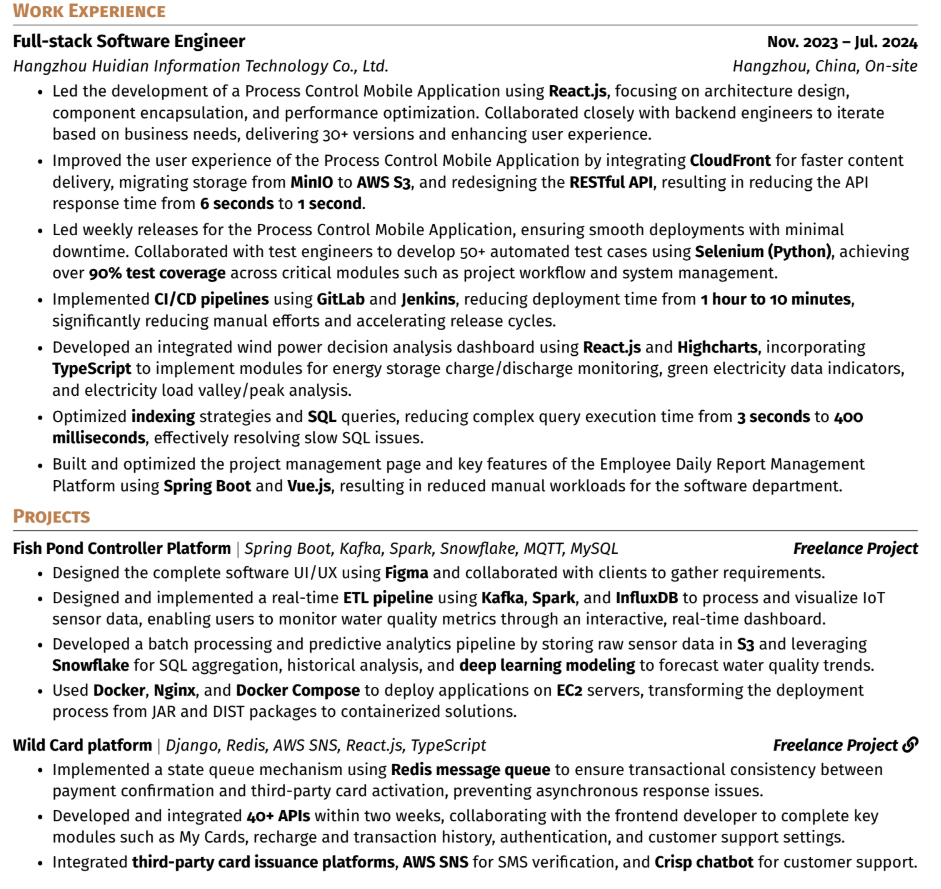 Work Experience
Full-stack Software Engineer Nov. 2023 – Jul. 2024
Hangzhou Huidian Information Technology Co., Ltd. Hangzhou, China, On-site
• Led the development of a Process Control Mobile Application using React.js, focusing on architecture design,
component encapsulation, and performance optimization. Collaborated closely with backend engineers to iterate
based on business needs, delivering 30+ versions and enhancing user experience.
• Improved the user experience of the Process Control Mobile Application by integrating CloudFront for faster content
delivery, migrating storage from MinIO to AWS S3, and redesigning the RESTful API, resulting in reducing the API
response time from 6 seconds to 1 second.
• Led weekly releases for the Process Control Mobile Application, ensuring smooth deployments with minimal
downtime. Collaborated with test engineers to develop 50+ automated test cases using Selenium (Python), achieving
over 90% test coverage across critical modules such as project workflow and system management.
• Implemented CI/CD pipelines using GitLab and Jenkins, reducing deployment time from 1 hour to 10 minutes,
significantly reducing manual efforts and accelerating release cycles.
• Developed an integrated wind power decision analysis dashboard using React.js and Highcharts, incorporating
TypeScript to implement modules for energy storage charge/discharge monitoring, green electricity data indicators,
and electricity load valley/peak analysis.
• Optimized indexing strategies and SQL queries, reducing complex query execution time from 3 seconds to 400
milliseconds, effectively resolving slow SQL issues.
• Built and optimized the project management page and key features of the Employee Daily Report Management
Platform using Spring Boot and Vue.js, resulting in reduced manual workloads for the software department.
Projects
Fish Pond Controller Platform | Spring Boot, Kafka, Spark, Snowflake, MQTT, MySQL Freelance Project
• Designed the complete software UI/UX using Figma and collaborated with clients to gather requirements.
• Designed and implemented a real-time ETL pipeline using Kafka, Spark, and InfluxDB to process and visualize IoT
sensor data, enabling users to monitor water quality metrics through an interactive, real-time dashboard.
• Developed a batch processing and predictive analytics pipeline by storing raw sensor data in S3 and leveraging
Snowflake for SQL aggregation, historical analysis, and deep learning modeling to forecast water quality trends.
• Used Docker, Nginx, and Docker Compose to deploy applications on EC2 servers, transforming the deployment
process from JAR and DIST packages to containerized solutions.
Wild Card platform | Django, Redis, AWS SNS, React.js, TypeScript Freelance Project
• Implemented a state queue mechanism using Redis message queue to ensure transactional consistency between
payment confirmation and third-party card activation, preventing asynchronous response issues.
• Developed and integrated 40+ APIs within two weeks, collaborating with the frontend developer to complete key
modules such as My Cards, recharge and transaction history, authentication, and customer support settings.
• Integrated third-party card issuance platforms, AWS SNS for SMS verification, and Crisp chatbot for customer support.